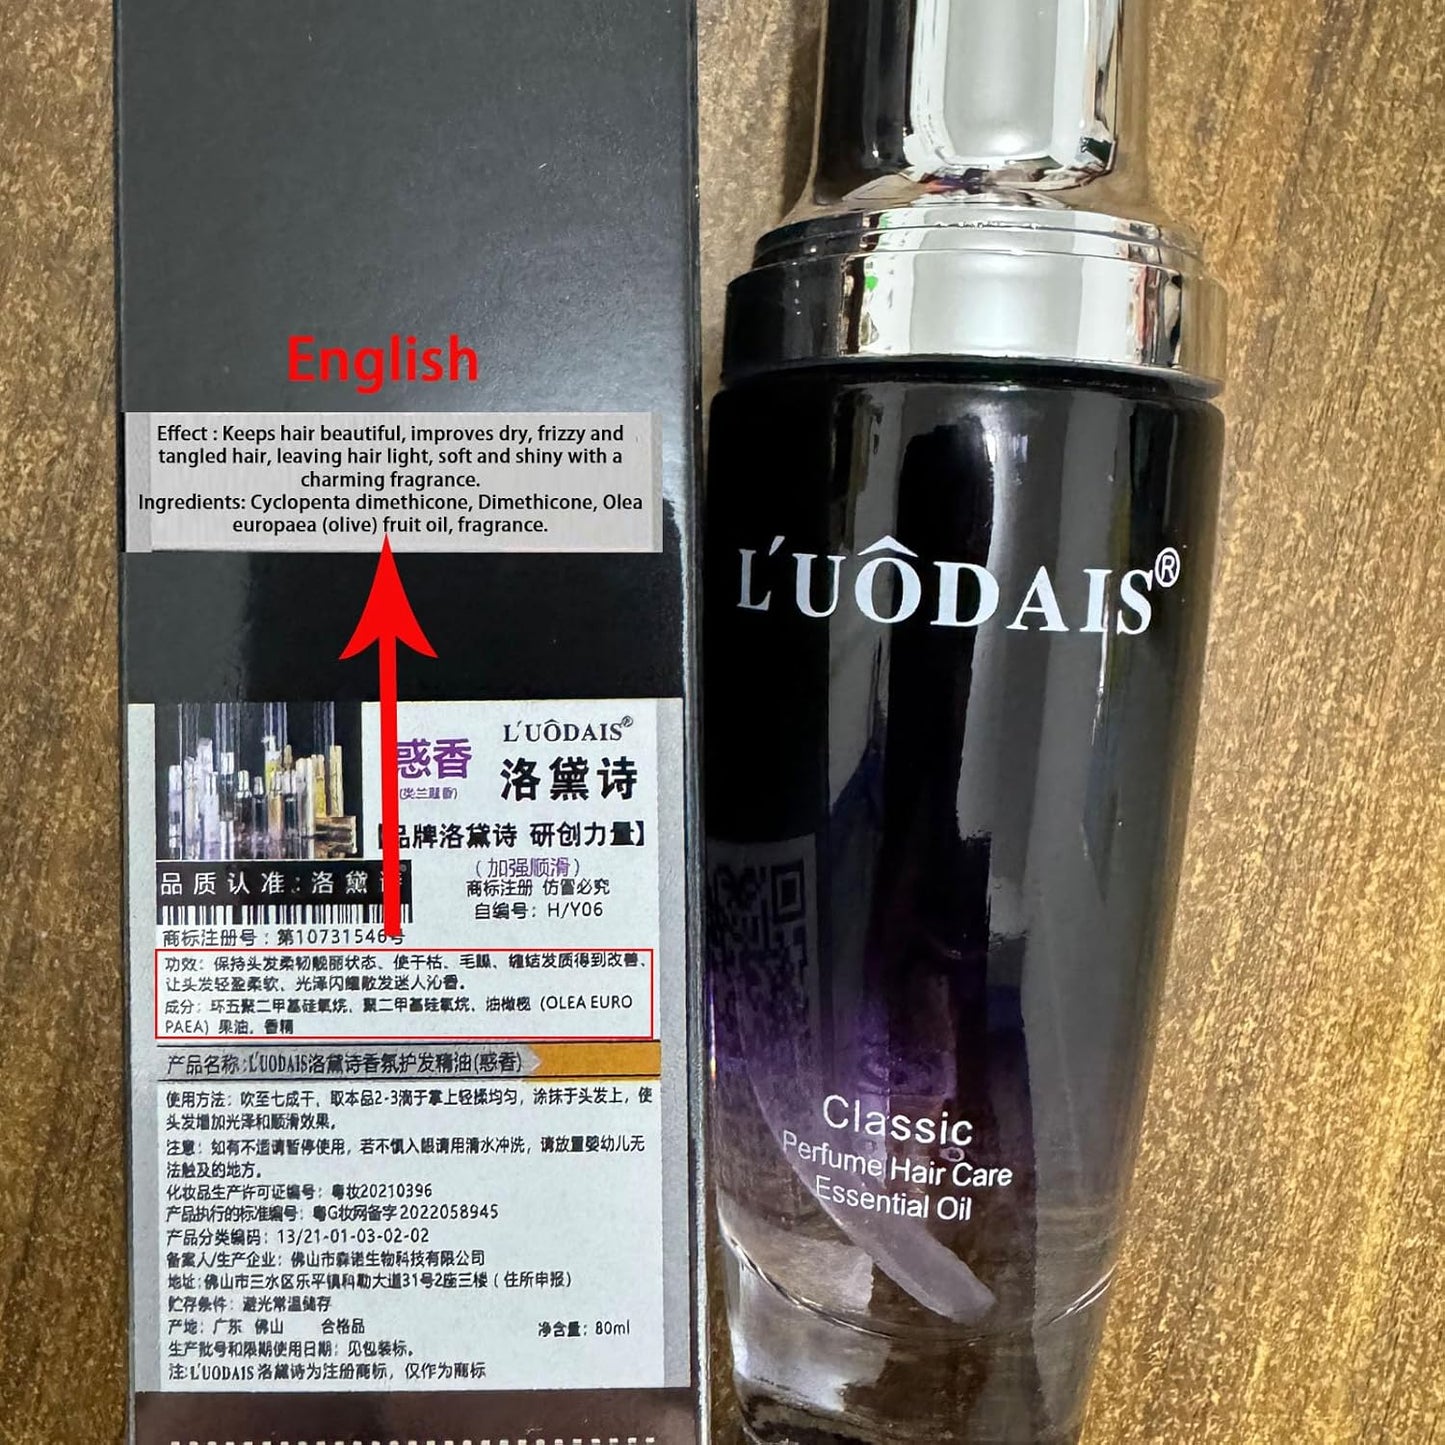 English
Effect : Keeps hair beautiful, improves dry, frizzy and
tangled hair, leaving hair light, soft and shiny with a
charming fragrance.
Ingredients: Cyclopenta dimethicone, Dimethicone, Olea
europaea (olive) fruit oil, fragrance.
L'UÔDAIS®
惑香
洛黛诗
品牌洛黛诗 研创力量】
（加强顺滑）
品质认准：洛黛
商标注册 仿冒必究
自编号：H/Y06
商标注册号：第10731546号
功效：保持头发柔韧靓丽状态、使干枯、毛躁、缠结发质得到改善、
让头发轻盈柔软、光泽闪耀散发迷人沁香。
成分：环五聚二甲基硅氧烷、聚二甲基硅氧烷、油橄榄（OLEA EURO
PAEA）果油。香精
产品名称:L'UODAIS洛黛诗香氛护发精油(惑香)
使用方法：吹至七成干、取本品2-3滴于掌上轻揉均匀，涂抹于头发上，使
头发增加光泽和顺滑效果。
注意：如有不适请暂停使用，若不慎入眼请用清水冲洗，请放置婴幼儿无
法触及的地方。
化妆品生产许可证编号：粤妆20210396
产品执行的标准编号：粤G妆网备字2022058945
产品分类编码：13/21-01-03-02-02
备案人/生产企业：佛山市森诺生物科技有限公司
地址:佛山市三水区乐平镇科勒大道31号2座三楼（住所申报）
贮存条件：避光常温储存
产地：广东 佛山 合格品 净含量：80ml
生产批号和限期使用日期：见包装标。
注:L'UODAIS洛黛诗为注册商标，仅作为商标
L'UÔDAIS®
Classic
Perfume Hair Care
Essential Oil